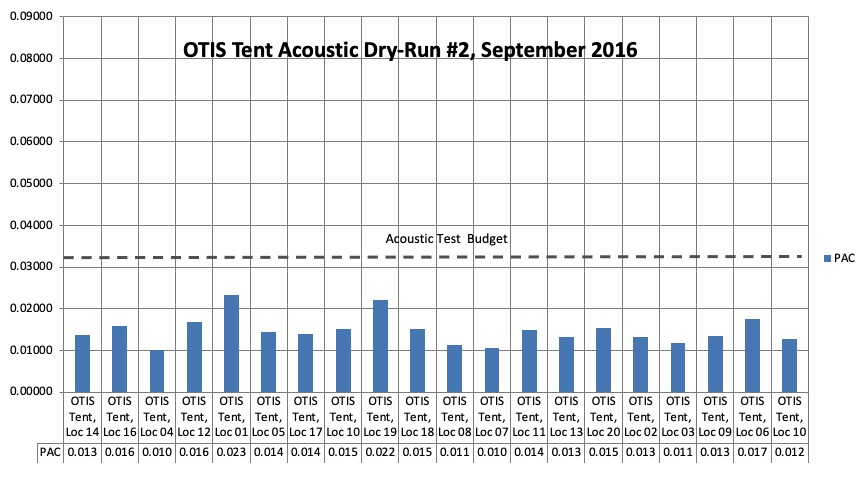 OTIS Tent Acoustic Dry-Run #2, September 2016
0.09000
0.08000
0.07000
0.06000
0.05000
0.04000
0.03000
0.02000
0.01000
0.00000
Acoustic Test Budget
PAC
OTIS OTIS OTIS OTIS OTIS OTIS OTIS OTIS OTIS OTIS OTIS OTIS OTIS OTIS OTIS OTIS OTIS OTIS OTIS OTIS
Tent, Tent, Tent, Tent, Tent, Tent, Tent, Tent, Tent, Tent, Tent, Tent, Tent, Tent, Tent, Tent, Tent, Tent, Tent, Tent,
Loc 14 Loc 16 Loc 04 Loc 12 Loc 01 Loc 05 Loc 17 Loc 10 Loc 19 Loc 18 Loc 08 Loc 07 Loc 11 Loc 13 Loc 20 Loc 02 Loc 03 Loc 09 Loc 06 Loc 10
PAC 0.013 0.016 0.010 0.016 0.023 0.014 0.014 0.015 0.022 0.015 0.011 0.010 0.014 0.013 0.015 0.013 0.011 0.013 0.017 0.012